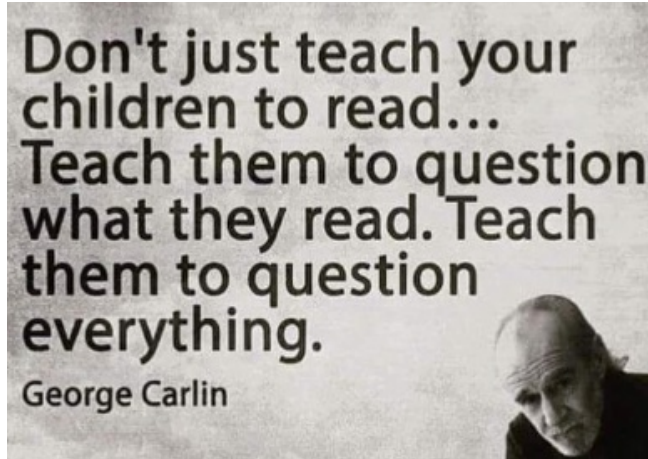 Don't just teach your
children to read...
Teach them to question
what they read. Teach
them to question
everything.
George Carlin